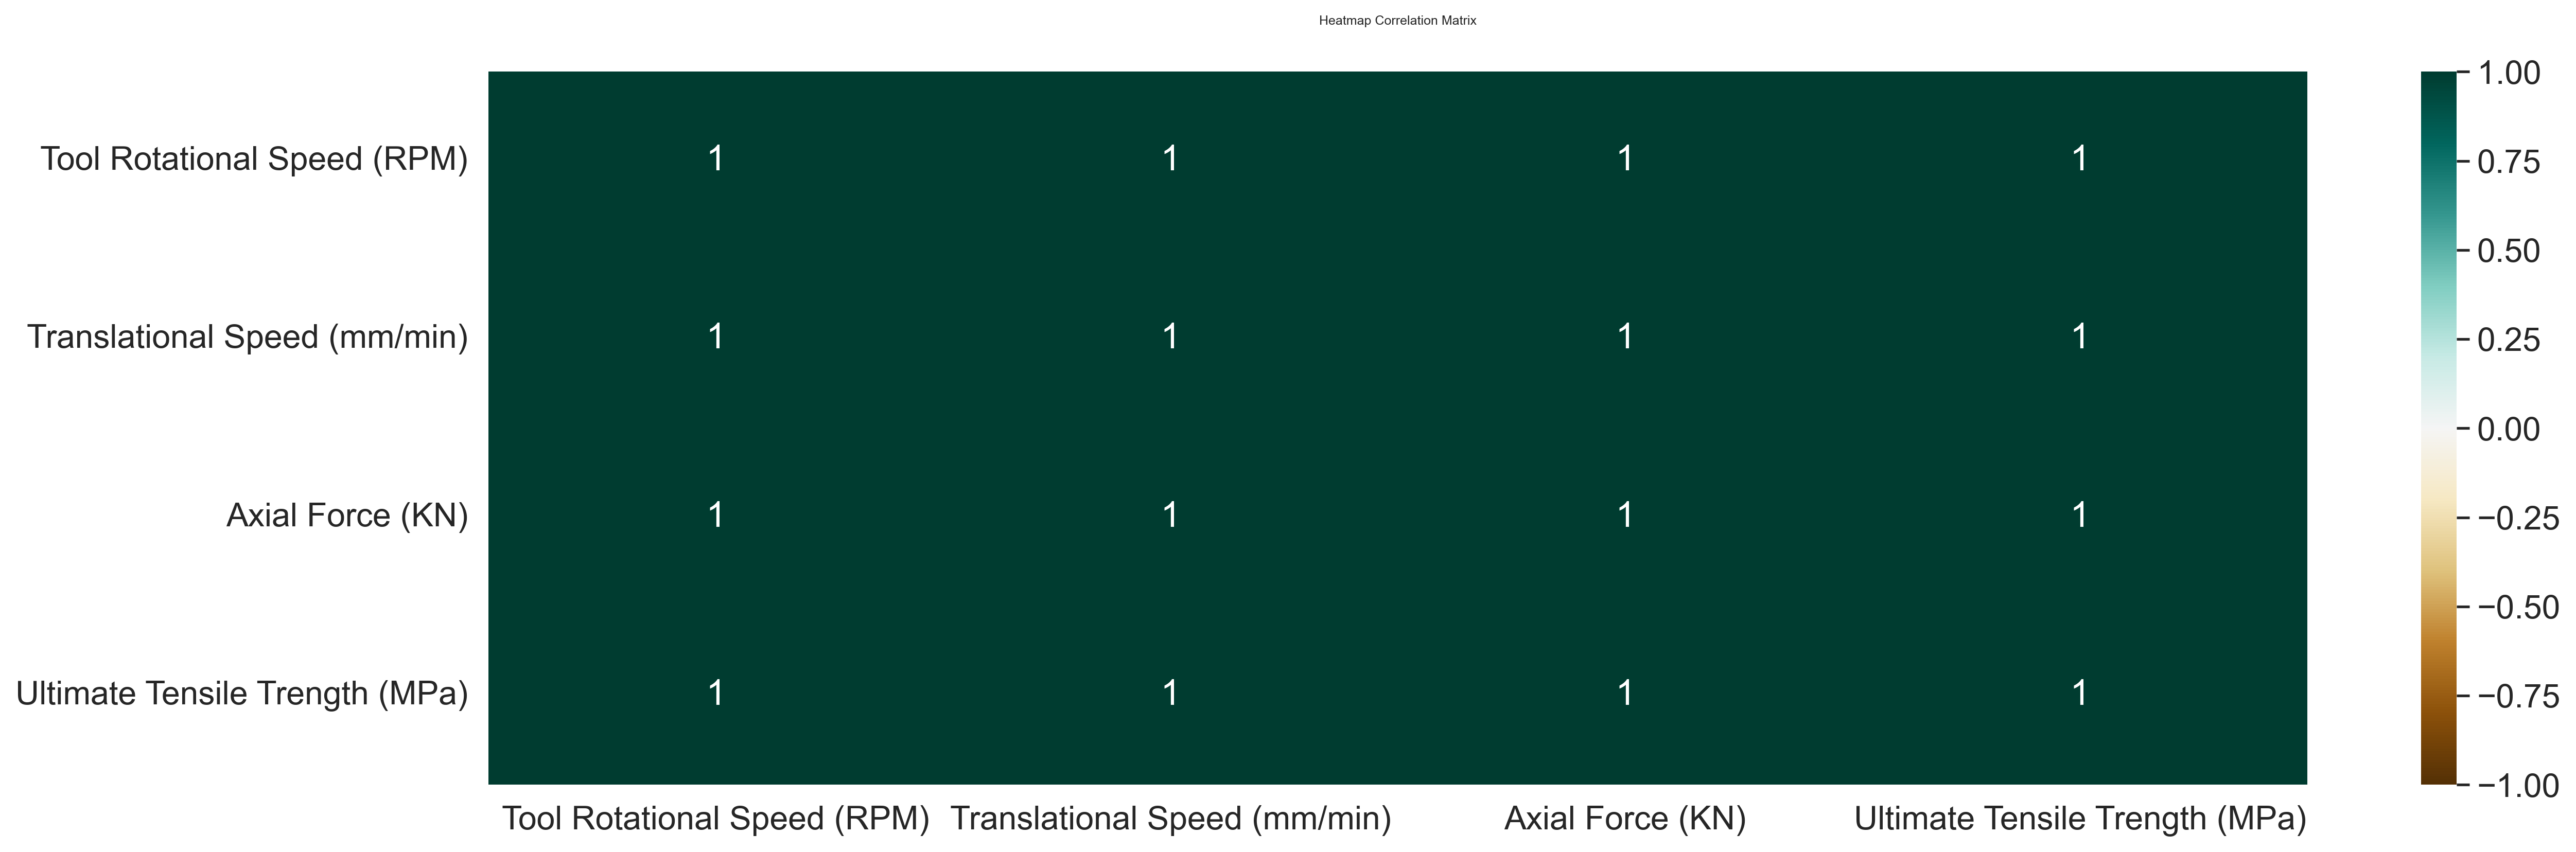 Heatmap Correlation Matrix
Tool Rotational Speed (RPM) 1 1 1 1
Translational Speed (mm/min) 1 1 1 1
Axial Force (KN) 1 1 1 1
Ultimate Tensile Trength (MPa) 1 1 1 1
Tool Rotational Speed (RPM) Translational Speed (mm/min) Axial Force (KN) Ultimate Tensile Trength (MPa)
1.00
0.75
0.50
0.25
0.00
−0.25
−0.50
−0.75
−1.00